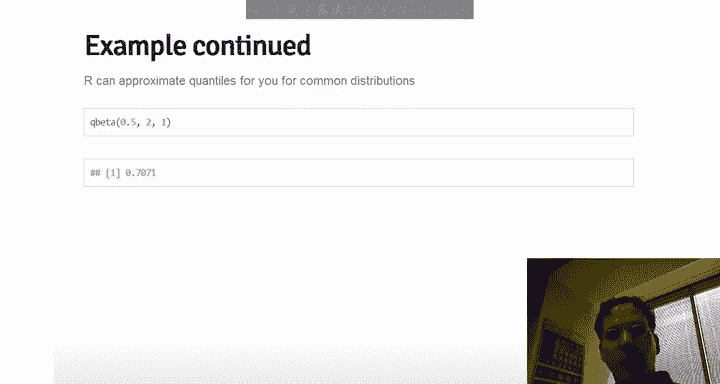 Example continued
R can approximate quantiles for you for common distributions
qbeta(0.5, 2, 1)
## [1] 0.7071